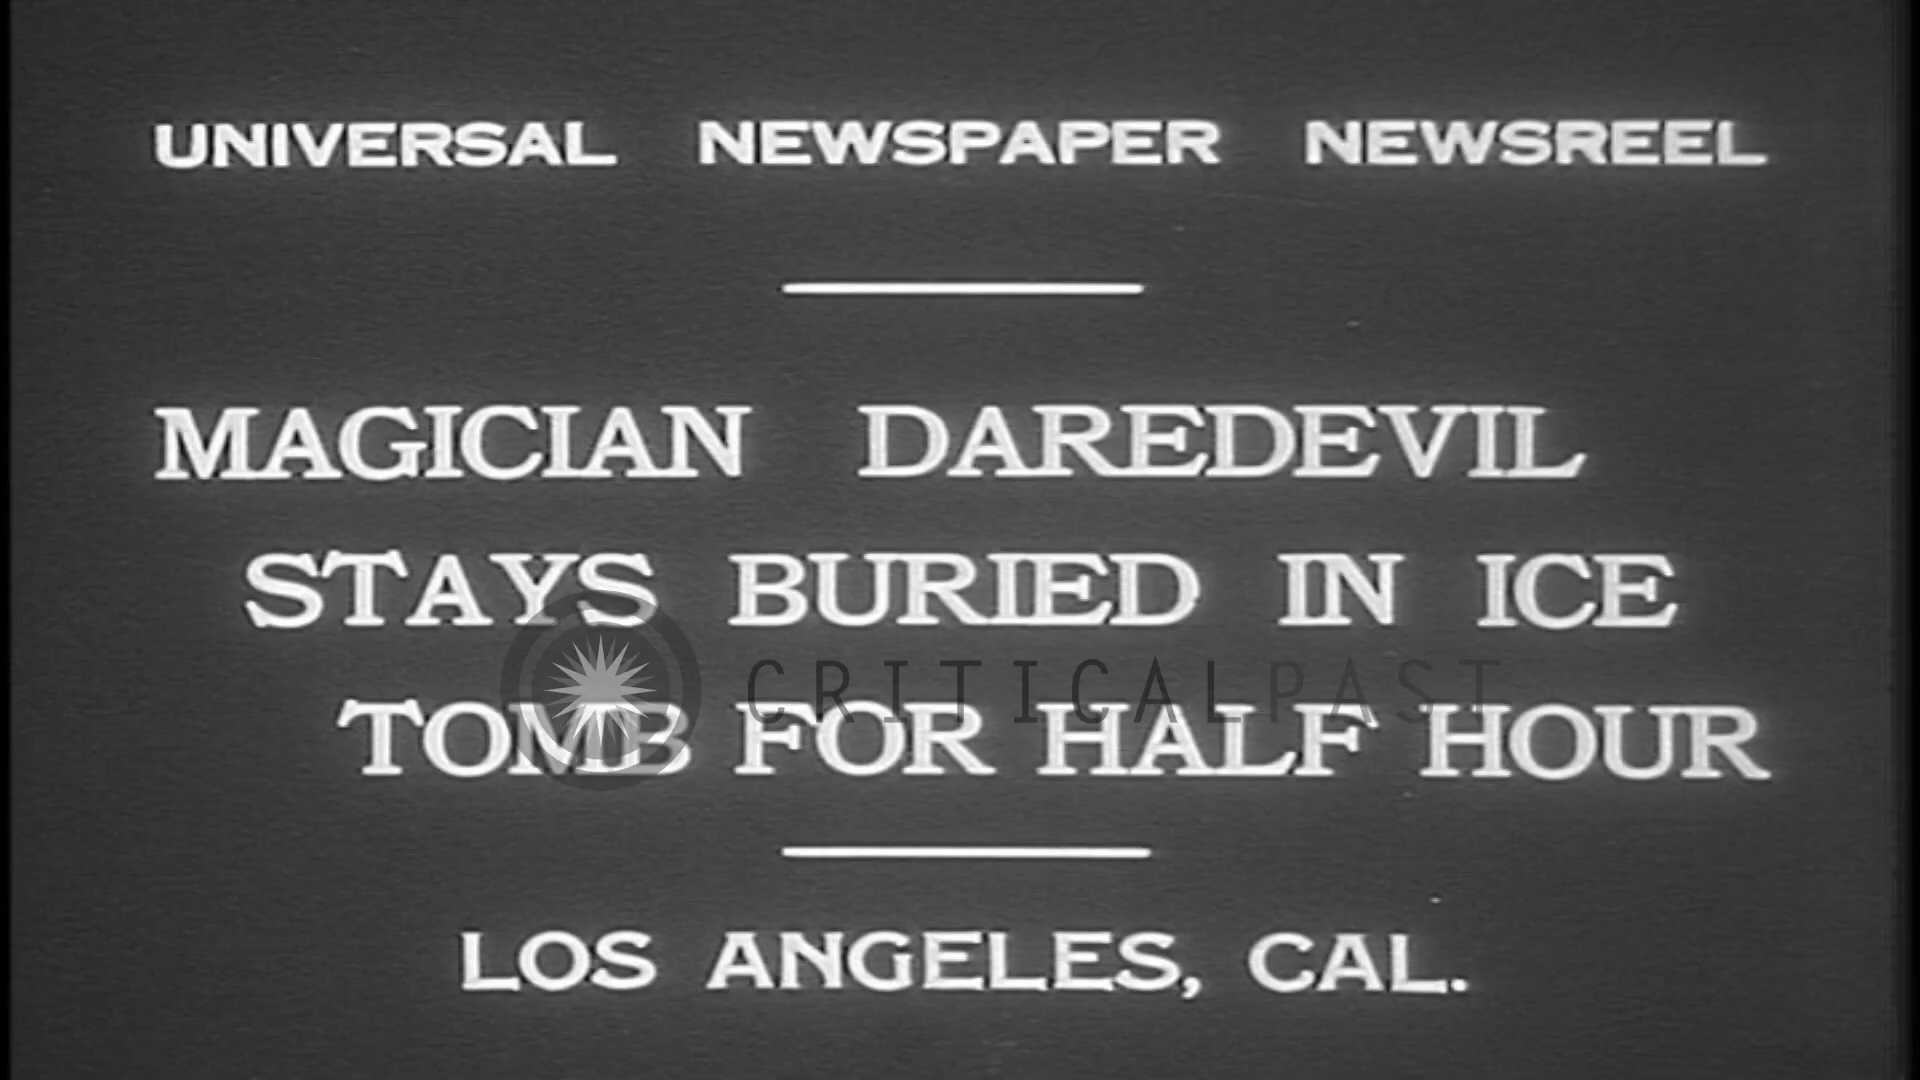 UNIVERSAL NEWSPAPER NEWSREEL
MAGICIAN DAREDEVIL
STAYS BURIED IN ICE
CRITICALPAST
TOMB FOR HALF HOUR
LOS ANGELES, CAL.